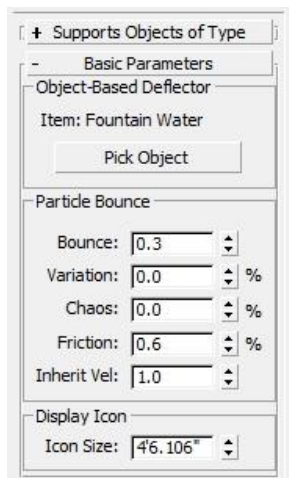 + Supports Objects of Type
- Basic Parameters
Object-Based Deflector
Item: Fountain Water
Pick Object
Particle Bounce
Bounce: 0.3
Variation: 0.0 %
Chaos: 0.0 %
Friction: 0.6 %
Inherit Vel: 1.0
Display Icon
Icon Size: 4'6.106"